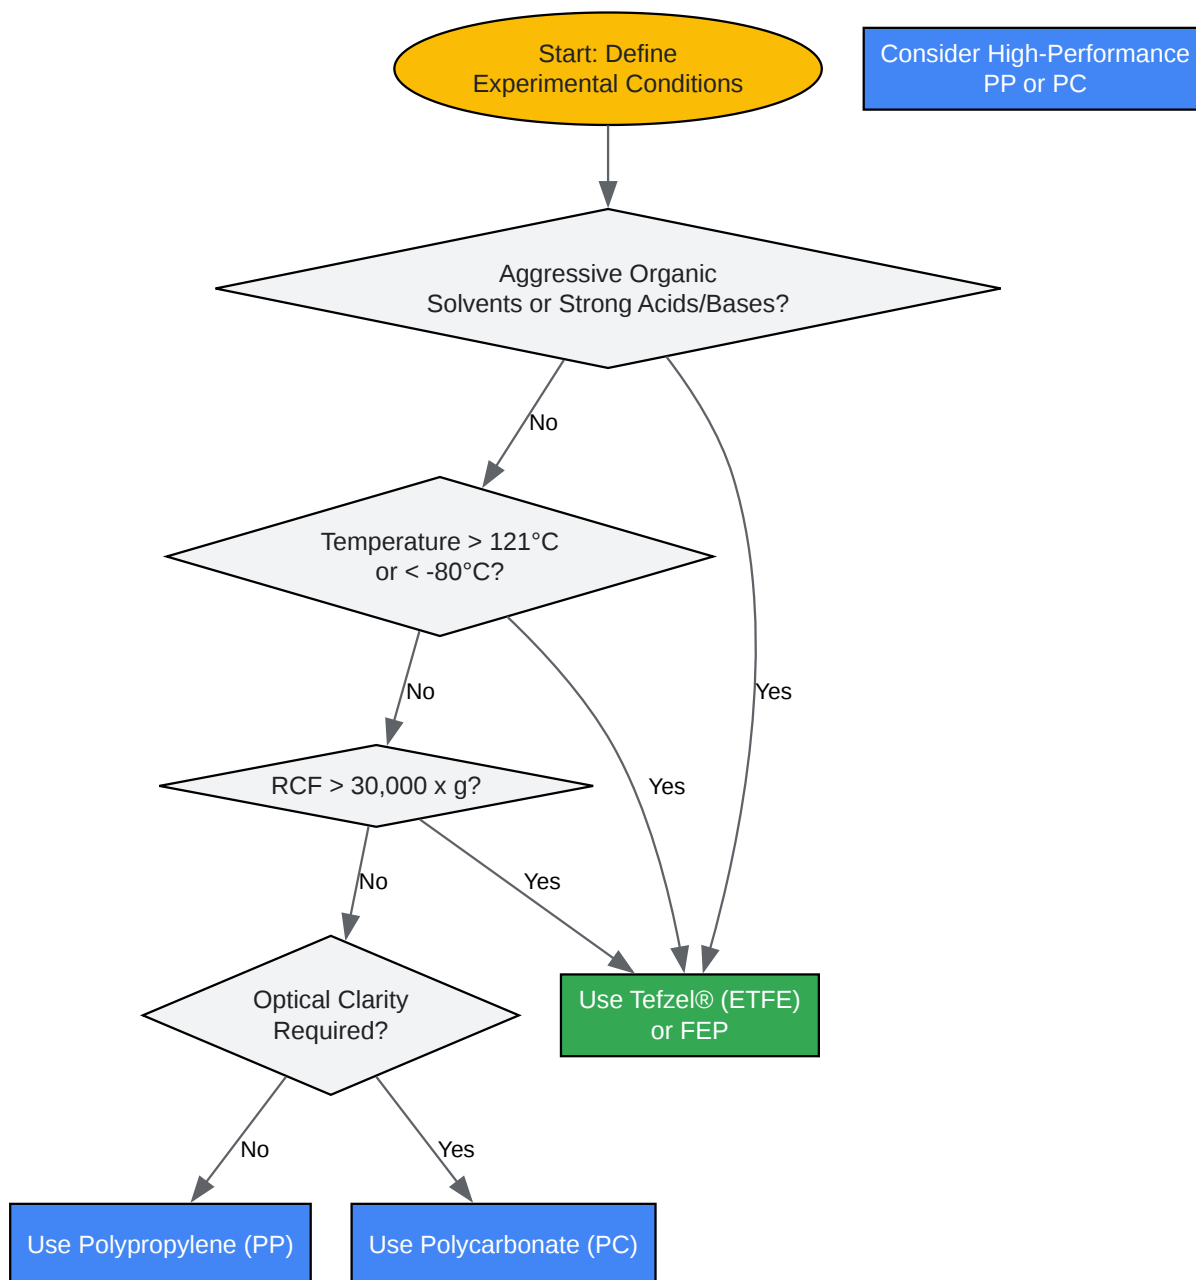 Start: Define
Experimental Conditions
Consider High-Performance
PP or PC
Aggressive Organic
Solvents or Strong Acids/Bases?
No
Temperature > 121°C
or < -80°C?
No
Yes
RCF > 30,000 x g?
Yes
No
Yes
Optical Clarity
Required?
Use Tefzel® (ETFE)
or FEP
No
Yes
Use Polypropylene (PP)
Use Polycarbonate (PC)